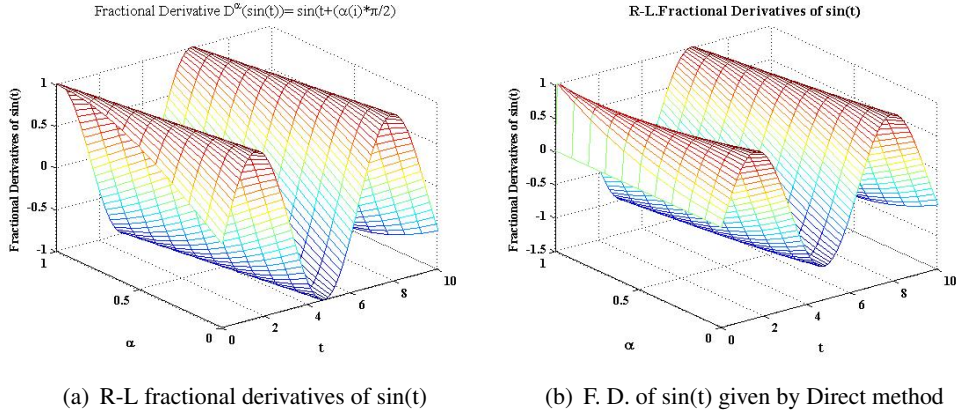 Fractional Derivative D^α(sin(t))= sin(t+(α(i)*π/2)
Fractional Derivatives of sin(t)
1
0.5
0
-0.5
-1
1
0.5
0
α
0
2
4
6
8
10
t
(a) R-L fractional derivatives of sin(t)
R-L.Fractional Derivatives of sin(t)
Fractional Derivatives of sin(t)
1
0.5
0
-0.5
-1
-1.5
1
0.5
0
α
0
2
4
6
8
10
t
(b) F. D. of sin(t) given by Direct method